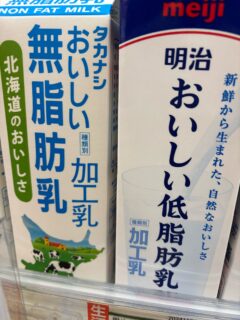 NON FAT MILK
タカナシ
おいしい
無脂肪乳
種類別
加工乳
北海道のおいしさ
meiji
明治
おいしい低脂肪乳
新鮮から生まれた、自然なおいしさ
種類別
加工乳